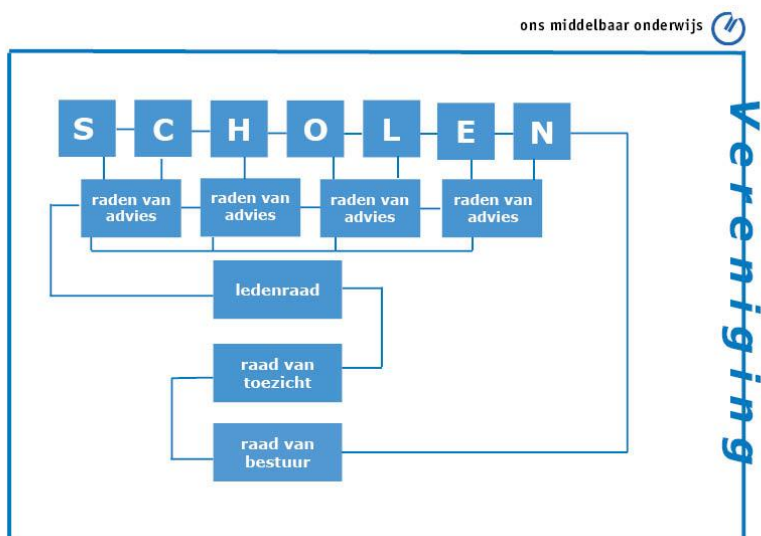 ons middelbaar onderwijs
S C H O L E N
raden van
advies
raden van
advies
raden van
advies
raden van
advies
ledenraad
raad van
toezicht
raad van
bestuur
Vereniging